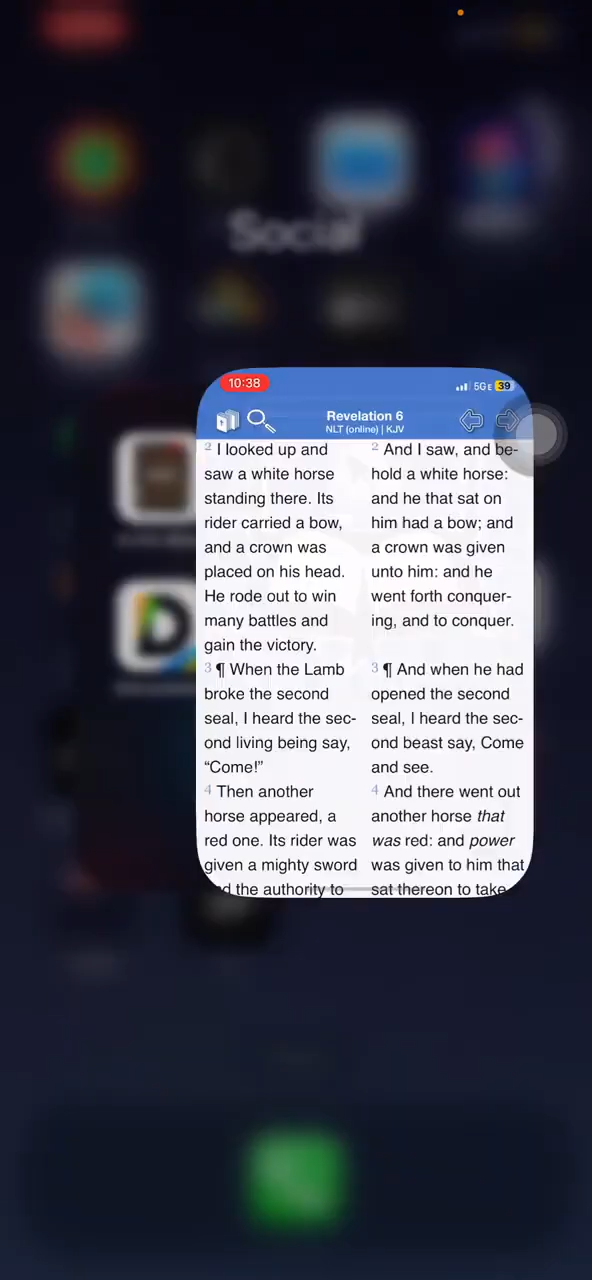 Social
10:38
5GE 39
Revelation 6
NLT (online) | KJV
2 I looked up and
saw a white horse
standing there. Its
rider carried a bow,
and a crown was
placed on his head.
He rode out to win
many battles and
gain the victory.
3 ¶ When the Lamb
broke the second
seal, I heard the sec-
ond living being say,
“Come!”
4 Then another
horse appeared, a
red one. Its rider was
given a mighty sword
and the authority to
2 And I saw, and be-
hold a white horse:
and he that sat on
him had a bow; and
a crown was given
unto him: and he
went forth conquer-
ing, and to conquer.
3 ¶ And when he had
opened the second
seal, I heard the sec-
ond beast say, Come
and see.
4 And there went out
another horse that
was red: and power
was given to him that
sat thereon to take